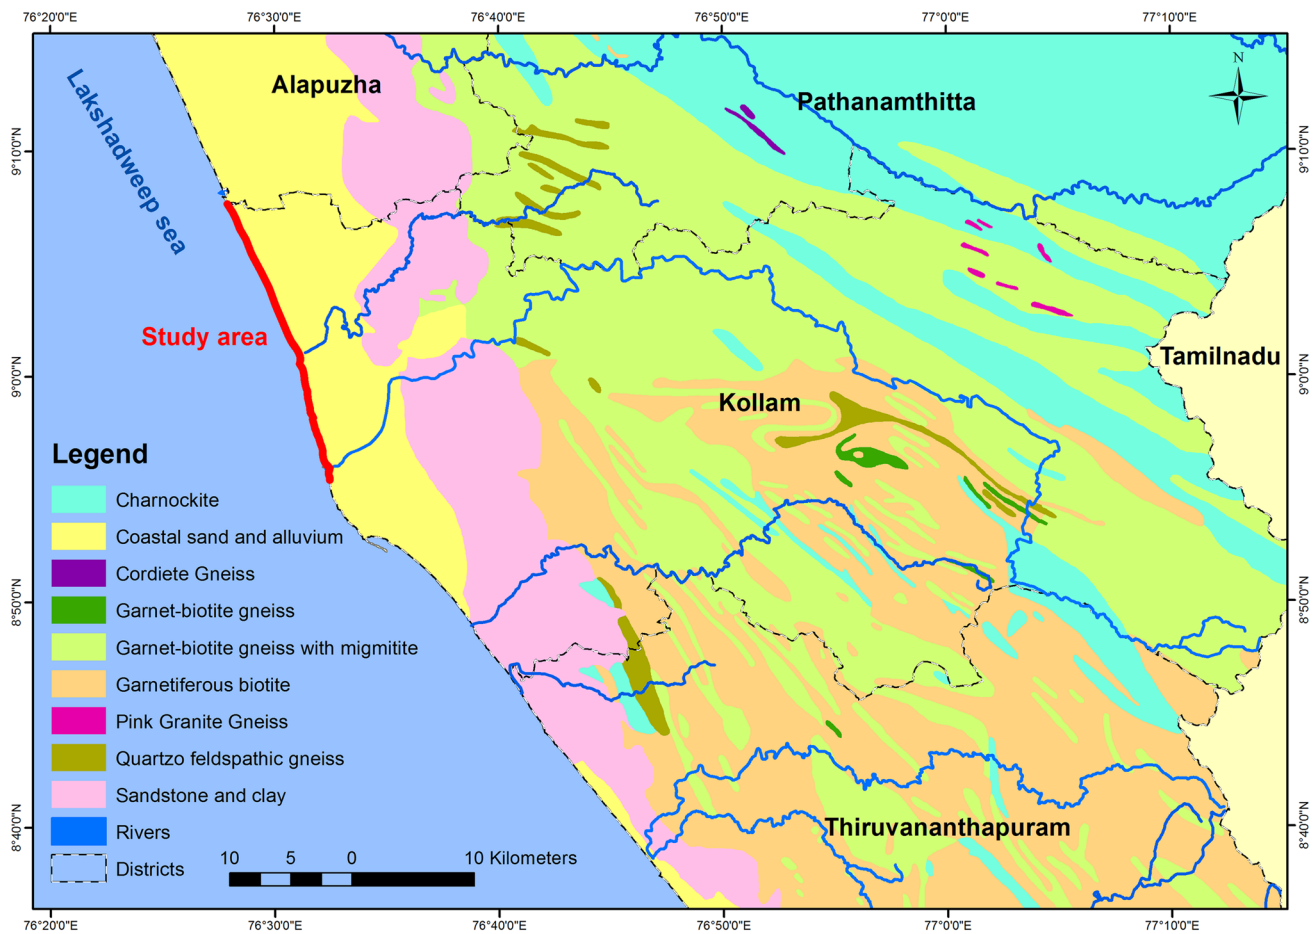 76°20'0"E 76°30'0"E 76°40'0"E 76°50'0"E 77°00'0"E 77°10'0"E
N
Alapuzha
Pathanamthitta
Lakshadweep sea
9°10'0"N 9°10'0"N
Study area
Tamilnadu
9°0'0"N 9°0'0"N
Kollam
Legend
Charnockite
Coastal sand and alluvium
Cordiete Gneiss
Garnet-biotite gneiss
8°50'0"N 8°50'0"N
Garnet-biotite gneiss with migmitite
Garnetiferous biotite
Pink Granite Gneiss
Quartzo feldspathic gneiss
Sandstone and clay
Rivers
Thiruvananthapuram
8°40'0"N 8°40'0"N
Districts
10 5 0 10 Kilometers
76°20'0"E 76°30'0"E 76°40'0"E 76°50'0"E 77°00'0"E 77°10'0"E